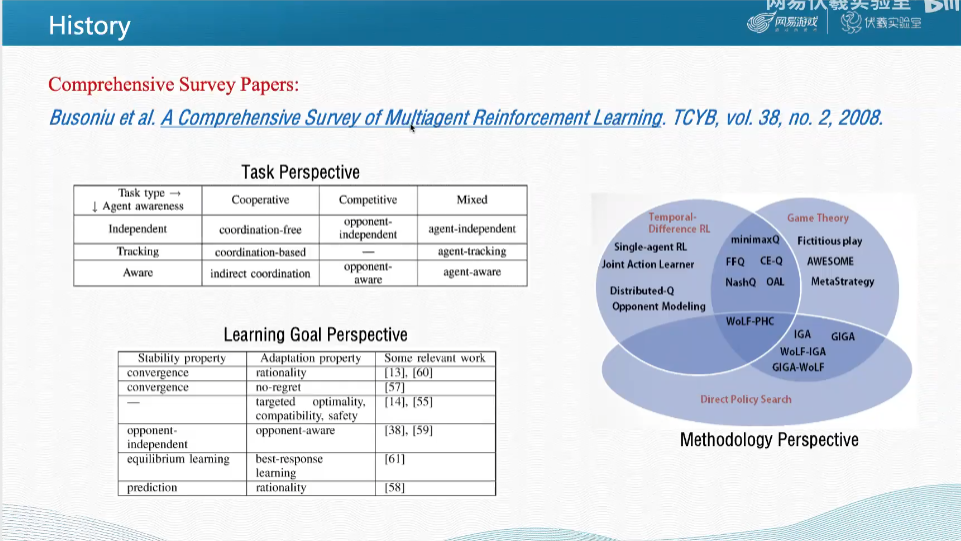 网易伏羲实验室
网易游戏 伏羲实验室
History
Comprehensive Survey Papers:
Busoniu et al. A Comprehensive Survey of Multiagent Reinforcement Learning. TCYB, vol. 38, no. 2, 2008.
Task Perspective
Task type → Cooperative Competitive Mixed
↓ Agent awareness
Independent coordination-free opponent-independent agent-independent
Tracking coordination-based — agent-tracking
Aware indirect coordination opponent-aware agent-aware
Learning Goal Perspective
Stability property Adaptation property Some relevant work
convergence rationality [13], [60]
convergence no-regret [57]
— targeted optimality, compatibility, safety [14], [55]
opponent-independent opponent-aware [38], [59]
equilibrium learning best-response learning [61]
prediction rationality [58]
Temporal-
Difference RL
Single-agent RL
Joint Action Learner
Distributed-Q
Opponent Modeling
minimaxQ
FFQ CE-Q
NashQ OAL
WoLF-PHC
Game Theory
Fictitious play
AWESOME
MetaStrategy
IGA GIGA
WoLF-IGA
GIGA-WoLF
Direct Policy Search
Methodology Perspective